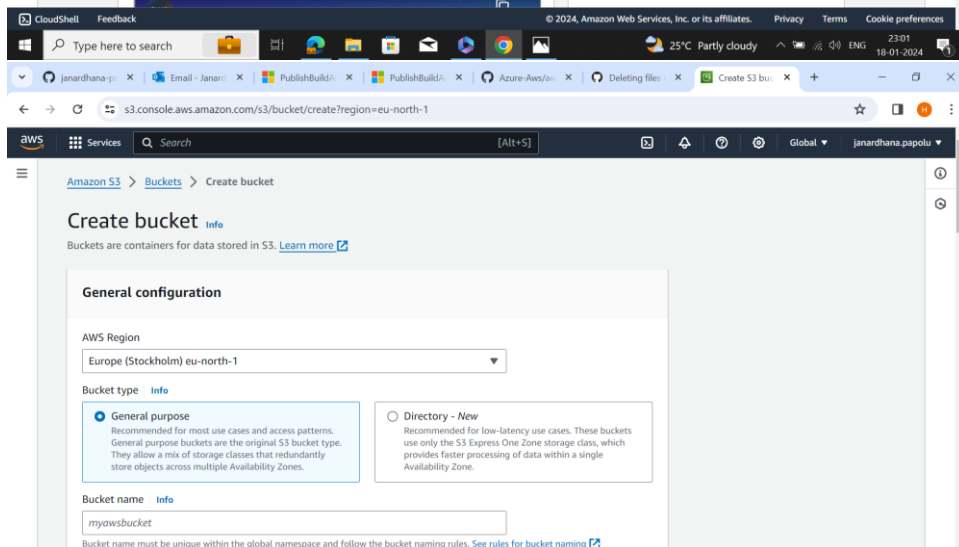 CloudShell Feedback © 2024, Amazon Web Services, Inc. or its affiliates. Privacy Terms Cookie preferences
Type here to search 25°C Partly cloudy ENG 23:01
18-01-2024
janardhana-pa Email - Janard PublishBuildA PublishBuildA Azure-Aws/aw Deleting files Create S3 buc
s3.console.aws.amazon.com/s3/bucket/create?region=eu-north-1 H
aws Services Search [Alt+S] Global janardhana.papolu
Amazon S3 > Buckets > Create bucket
Create bucket Info
Buckets are containers for data stored in S3. Learn more
General configuration
AWS Region
Europe (Stockholm) eu-north-1
Bucket type Info
General purpose
Recommended for most use cases and access patterns.
General purpose buckets are the original S3 bucket type.
They allow a mix of storage classes that redundantly
store objects across multiple Availability Zones.
Directory - New
Recommended for low-latency use cases. These buckets
use only the S3 Express One Zone storage class, which
provides faster processing of data within a single
Availability Zone.
Bucket name Info
myawsbucket
Bucket name must be unique within the global namespace and follow the bucket naming rules. See rules for bucket naming